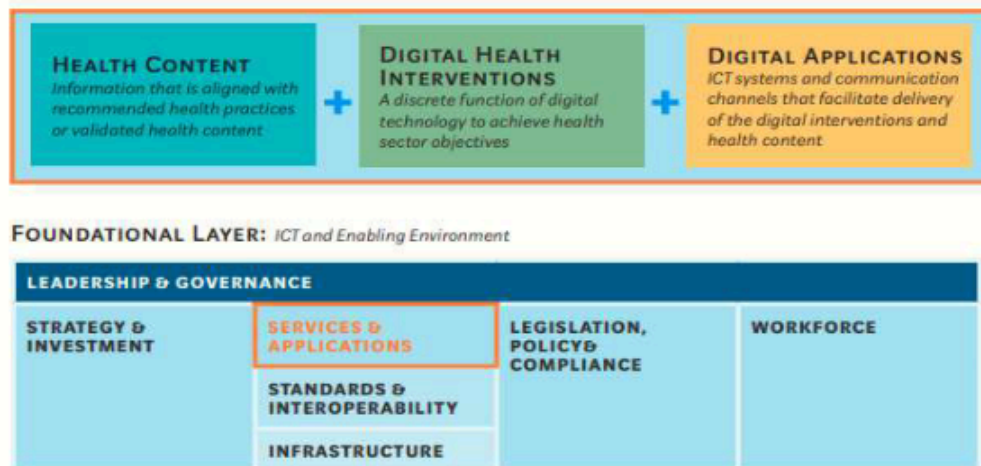 HEALTH CONTENT
Information that is aligned with
recommended health practices
or validated health content
+
DIGITAL HEALTH
INTERVENTIONS
A discrete function of digital
technology to achieve health
sector objectives
+
DIGITAL APPLICATIONS
ICT systems and communication
channels that facilitate delivery
of the digital interventions and
health content
FOUNDATIONAL LAYER: ICT and Enabling Environment
LEADERSHIP & GOVERNANCE
STRATEGY &
INVESTMENT
SERVICES &
APPLICATIONS
STANDARDS &
INTEROPERABILITY
INFRASTRUCTURE
LEGISLATION,
POLICY&
COMPLIANCE
WORKFORCE